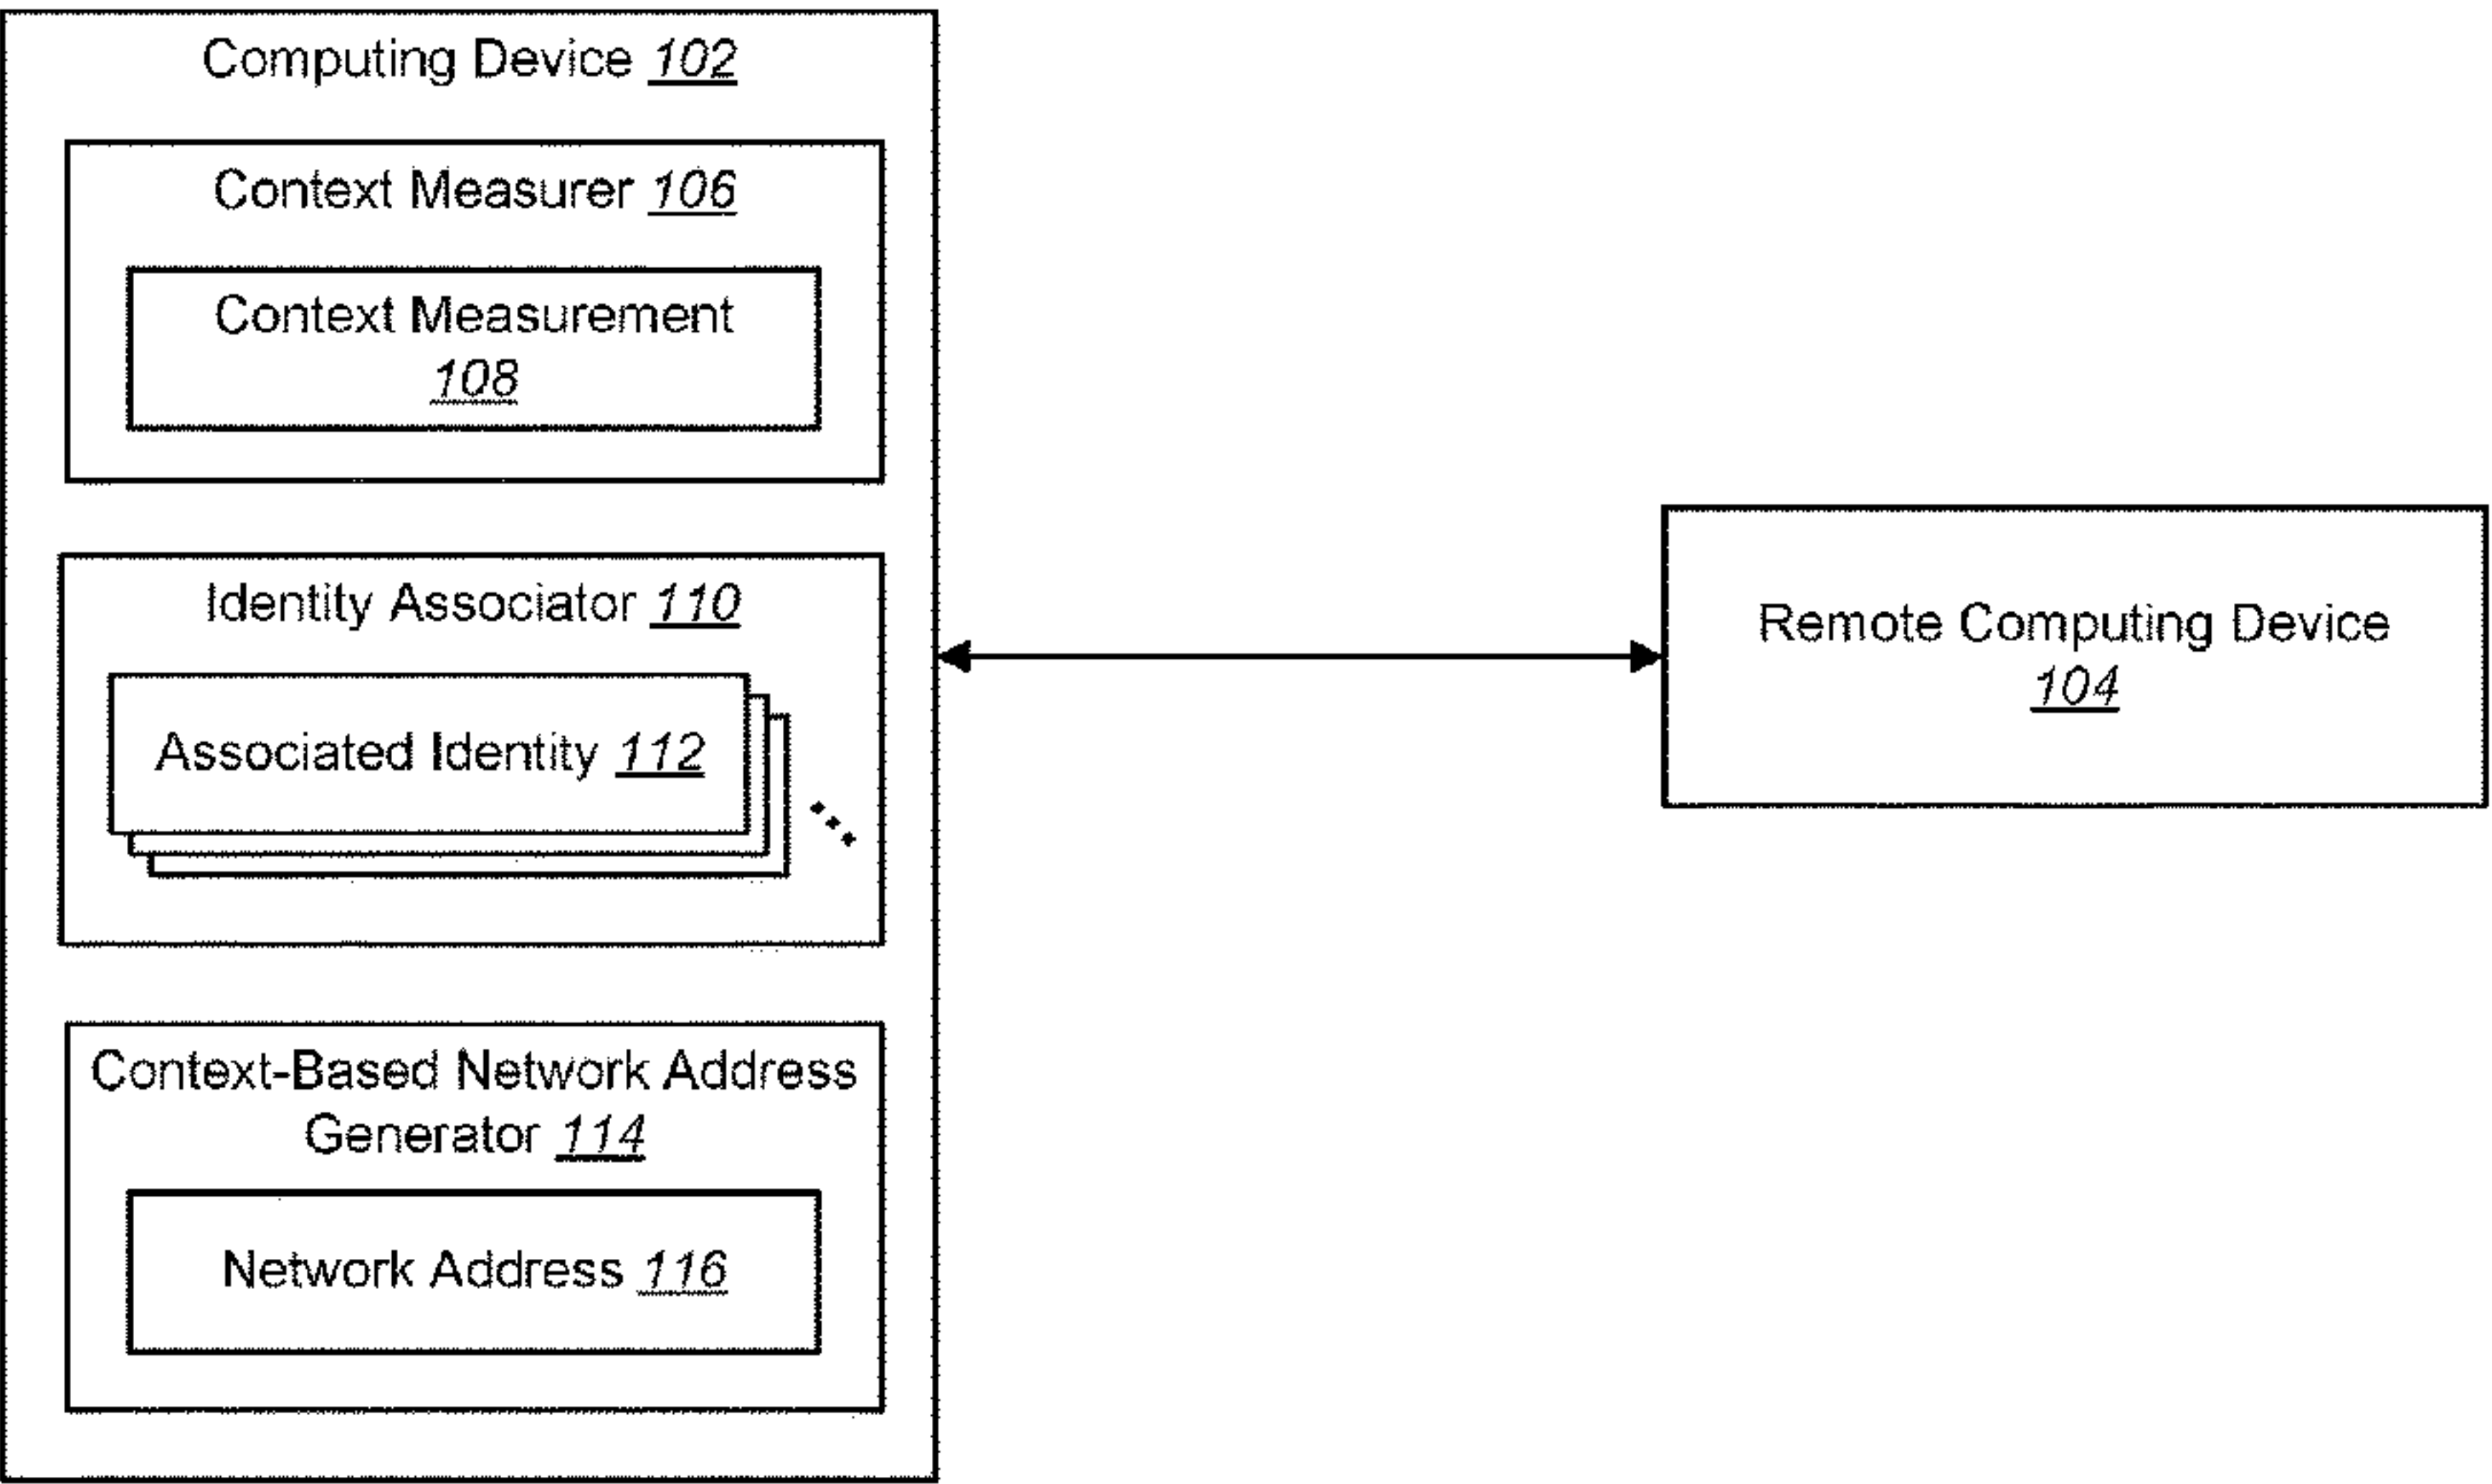 Computing Device 102
Context Measurer 106
Context Measurement
108
Identity Associator 110
Associated Identity 112
Context-Based Network Address
Generator 114
Network Address 116
Remote Computing Device
104